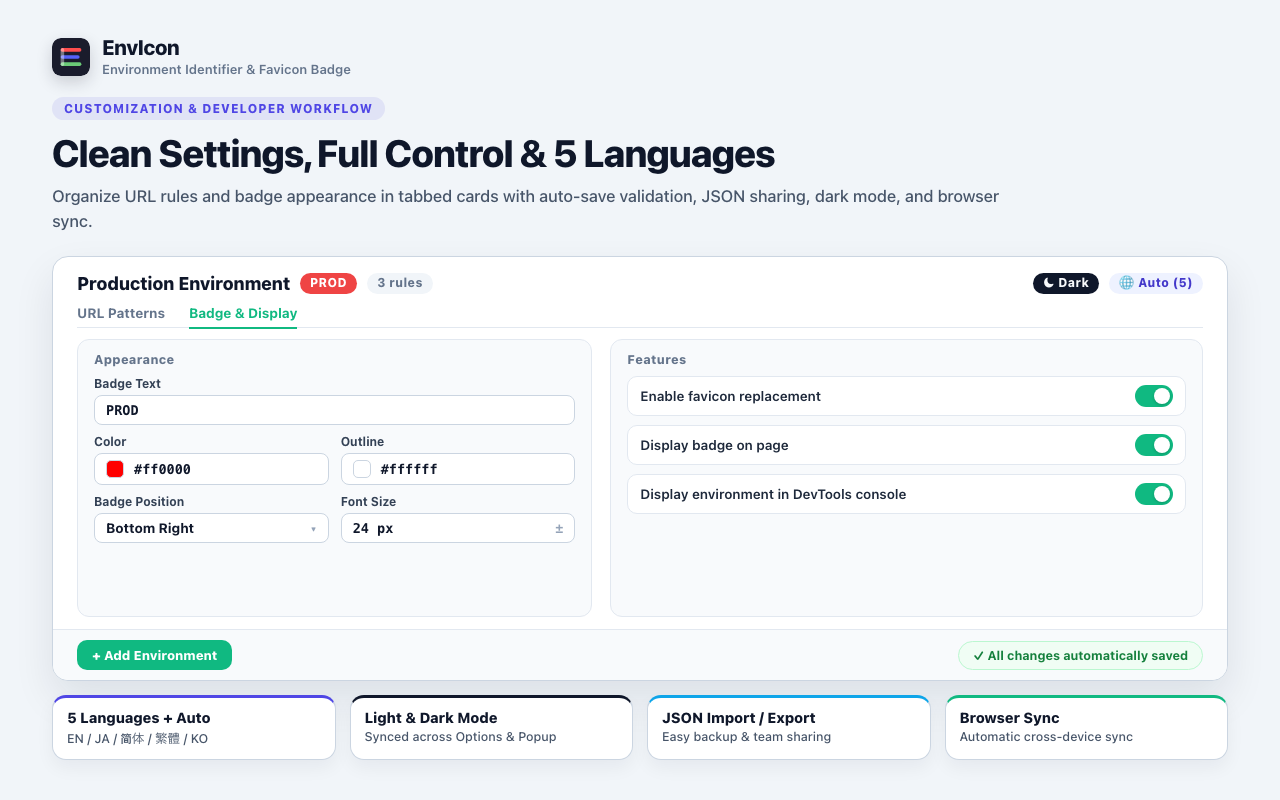 EnvIcon
Environment Identifier & Favicon Badge
CUSTOMIZATION & DEVELOPER WORKFLOW
Clean Settings, Full Control & 5 Languages
Organize URL rules and badge appearance in tabbed cards with auto-save validation, JSON sharing, dark mode, and browser
sync.
Production Environment PROD 3 rules
Dark Auto (5)
URL Patterns Badge & Display
Appearance
Badge Text
PROD
Color Outline
#ff0000 #ffffff
Badge Position Font Size
Bottom Right 24 px ±
Features
Enable favicon replacement
Display badge on page
Display environment in DevTools console
+ Add Environment
✓ All changes automatically saved
5 Languages + Auto
EN / JA / 简体 / 繁體 / KO
Light & Dark Mode
Synced across Options & Popup
JSON Import / Export
Easy backup & team sharing
Browser Sync
Automatic cross-device sync